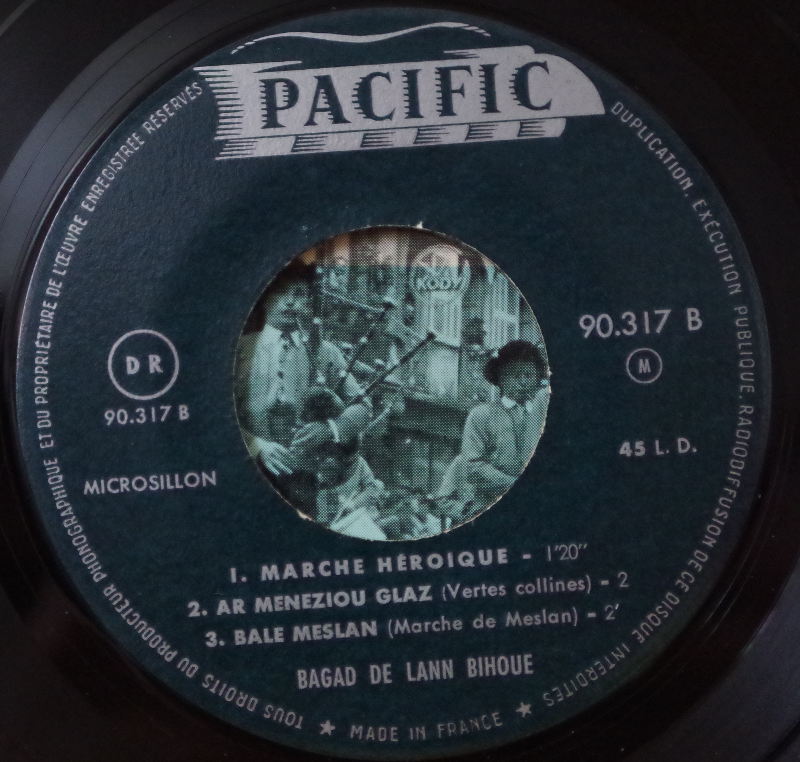 PACIFIC
TOUS DROITS DU PRODUCTEUR PHONOGRAPHIQUE ET DU PROPRIÉTAIRE DE L'ŒUVRE ENREGISTRÉE RÉSERVÉS
DUPLICATION, EXÉCUTION PUBLIQUE, RADIODIFFUSION DE CE DISQUE INTERDITES
KODY
DR
90.317 B
MICROSILLON
90.317 B
M
45 L. D.
1. MARCHE HÉROIQUE - 1'20"
2. AR MENEZIOU GLAZ (Vertes collines) - 2
3. BALE MESLAN (Marche de Meslan) - 2'
BAGAD DE LANN BIHOUE
★ MADE IN FRANCE ★